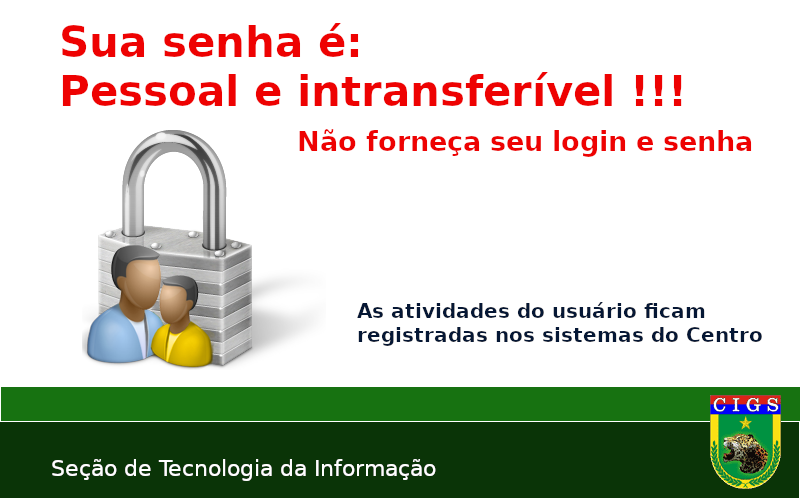 Sua senha é:
Pessoal e intransferível !!!
Não forneça seu login e senha
As atividades do usuário ficam
registradas nos sistemas do Centro
CIGS
Seção de Tecnologia da Informação